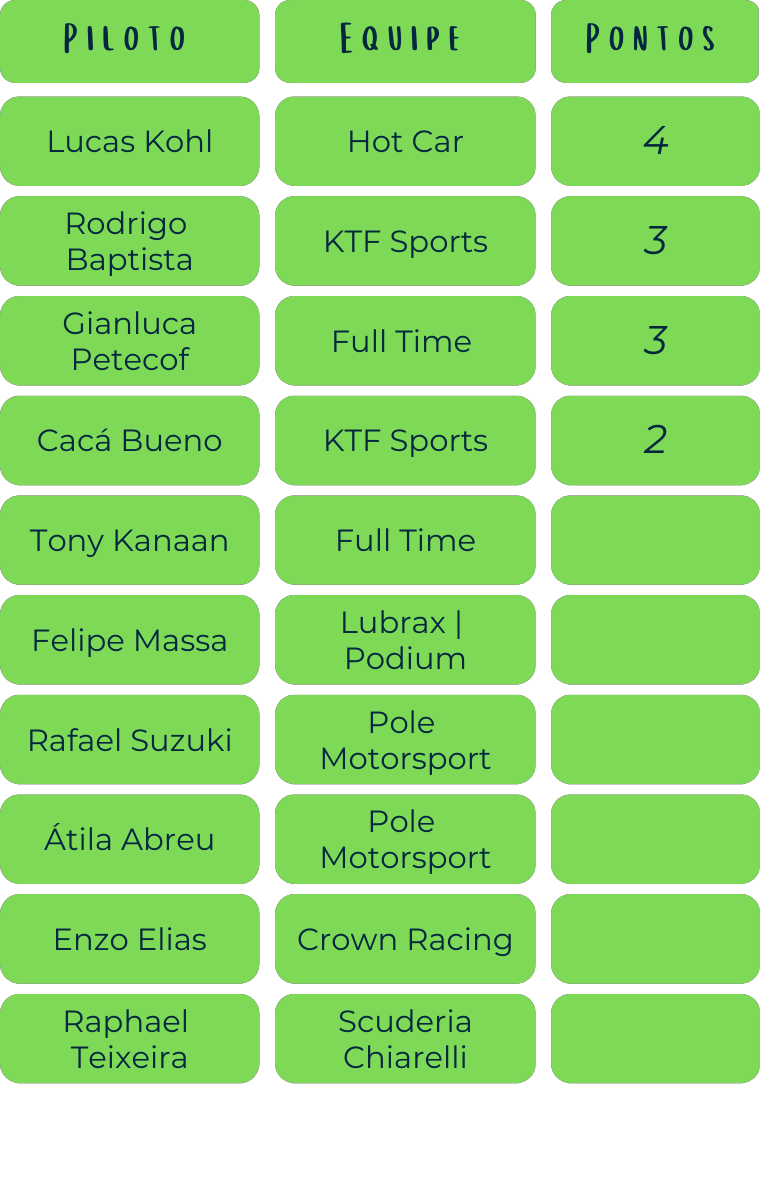 Piloto Equipe Pontos
Lucas Kohl Hot Car 4
Rodrigo
Baptista KTF Sports 3
Gianluca
Petecof Full Time 3
Cacá Bueno KTF Sports 2
Tony Kanaan Full Time
Felipe Massa Lubrax |
Podium
Rafael Suzuki Pole
Motorsport
Átila Abreu Pole
Motorsport
Enzo Elias Crown Racing
Raphael Scuderia
Teixeira Chiarelli